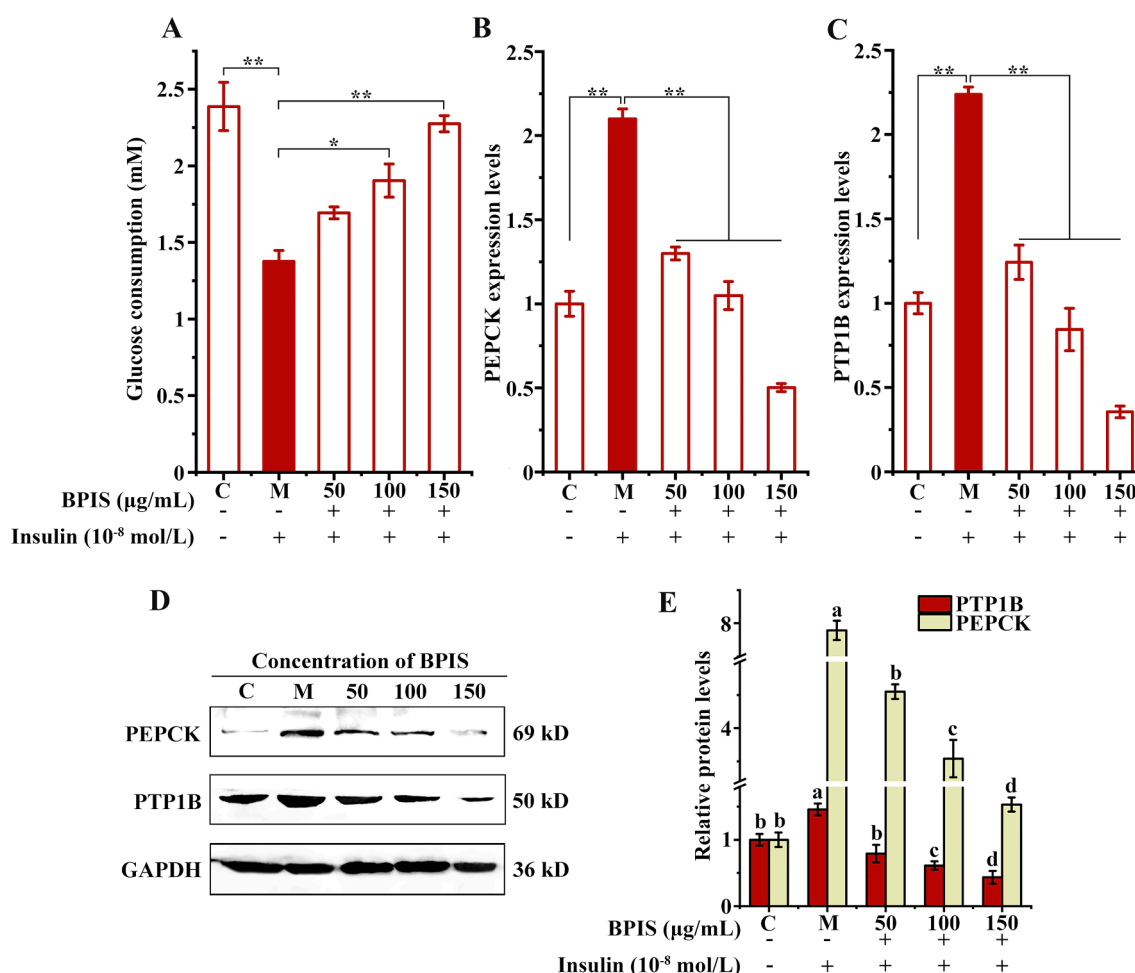 A
Glucose consumption (mM)
2.5
2
1.5
1
0.5
0
**
**
*
C M 50 100 150
BPIS (μg/mL)
- - + + +
Insulin (10-8 mol/L)
- + + + +
B
PEPCK expression levels
2.5
2
1.5
1
0.5
0
** **
C M 50 100 150
- - + + +
- + + + +
C
PTP1B expression levels
2.5
2
1.5
1
0.5
0
** **
C M 50 100 150
- - + + +
- + + + +
D
Concentration of BPIS
C M 50 100 150
PEPCK 69 kD
PTP1B 50 kD
GAPDH 36 kD
E
PTP1B
PEPCK
Relative protein levels
8
4
1
0
b b a a b b c c d d
C M 50 100 150
BPIS (μg/mL)
- - + + +
Insulin (10-8 mol/L)
- + + + +